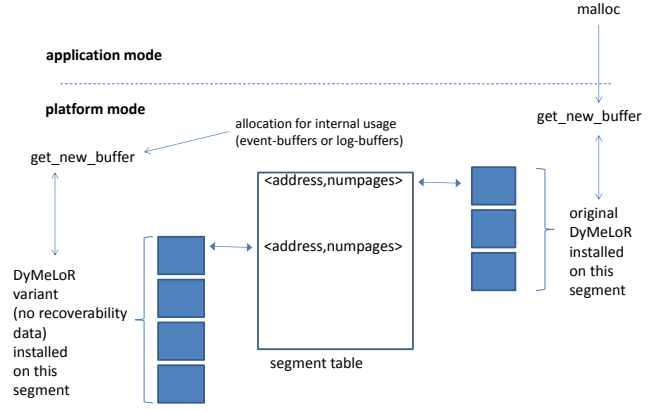 malloc
application mode
platform mode
allocation for internal usage
(event-buffers or log-buffers)
get_new_buffer
get_new_buffer
<address,numpages>
<address,numpages>
original
DyMeLoR
installed
on this
segment
DyMeLoR
variant
(no recoverability
data)
installed
on this
segment
segment table